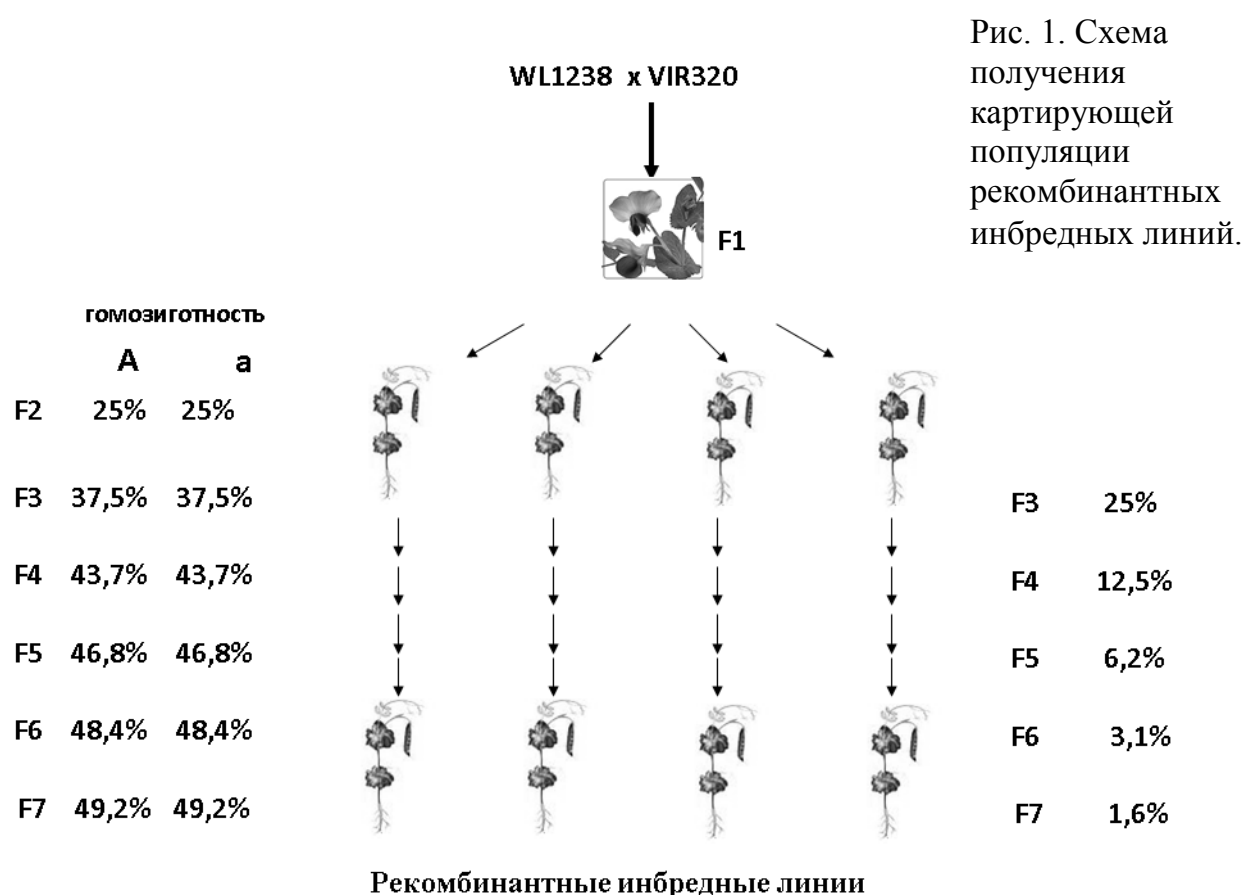 Рис. 1. Схема
получения
картирующей
популяции
рекомбинантных
инбредных линий.
WL1238 x VIR320
F1
гомозиготность
A a
F2 25% 25%
F3 37,5% 37,5%
F4 43,7% 43,7%
F5 46,8% 46,8%
F6 48,4% 48,4%
F7 49,2% 49,2%
F3 25%
F4 12,5%
F5 6,2%
F6 3,1%
F7 1,6%
Рекомбинантные инбредные линии